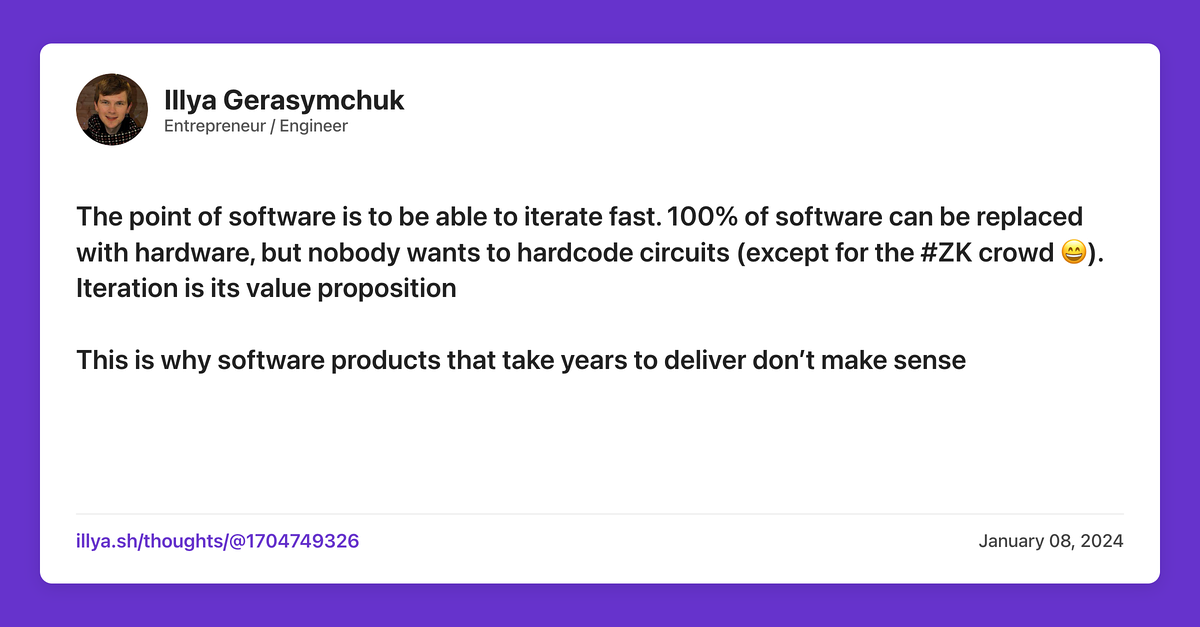 Illya Gerasymchuk
Entrepreneur / Engineer
The point of software is to be able to iterate fast. 100% of software can be replaced
with hardware, but nobody wants to hardcode circuits (except for the #ZK crowd 😄).
Iteration is its value proposition
This is why software products that take years to deliver don’t make sense
illya.sh/thoughts/@1704749326
January 08, 2024